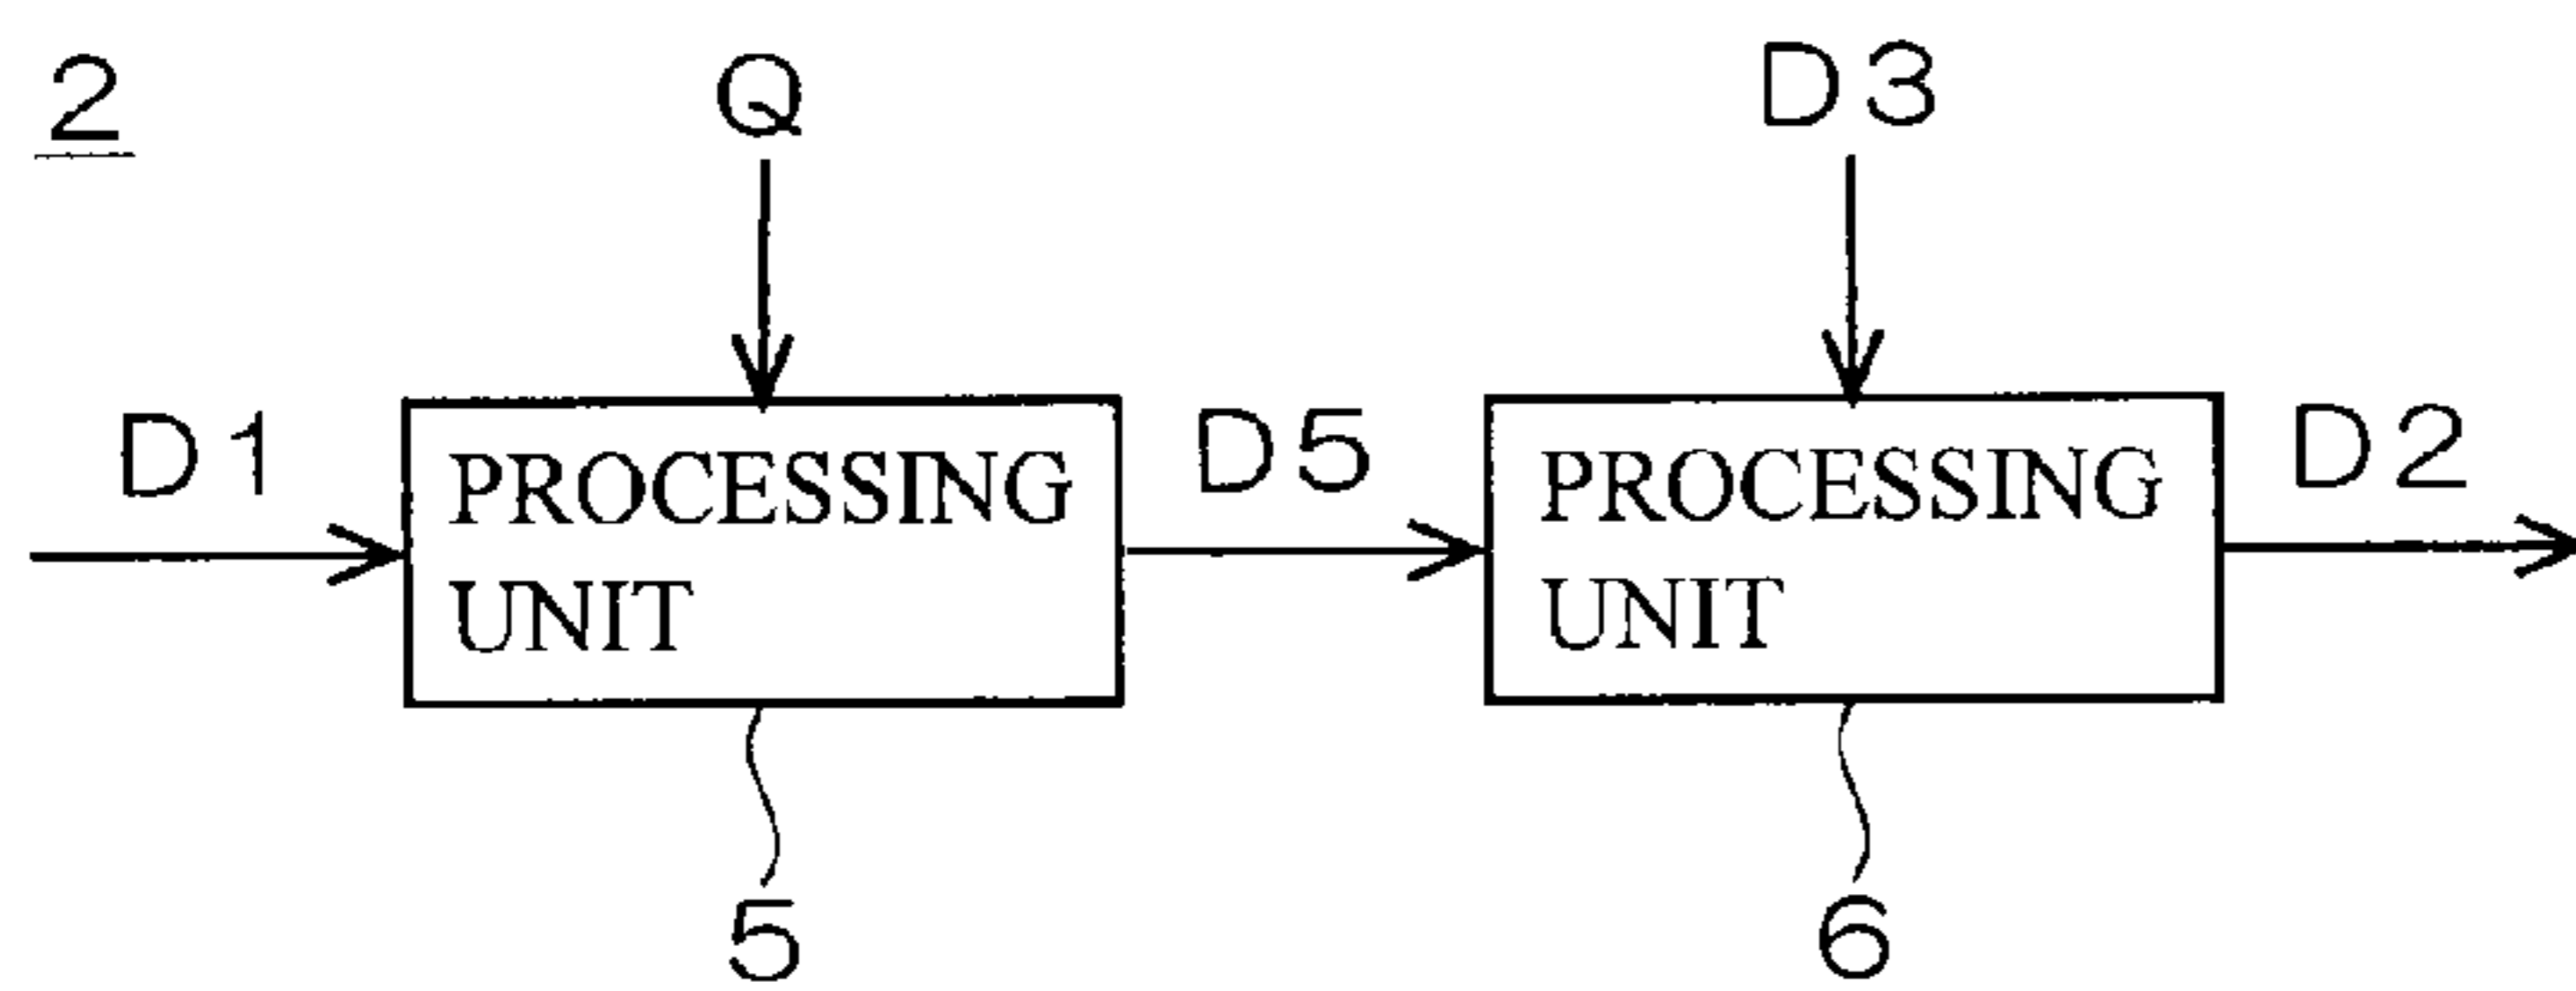 2
Q
D3
D1
PROCESSING
UNIT
D5
PROCESSING
UNIT
D2
5
6